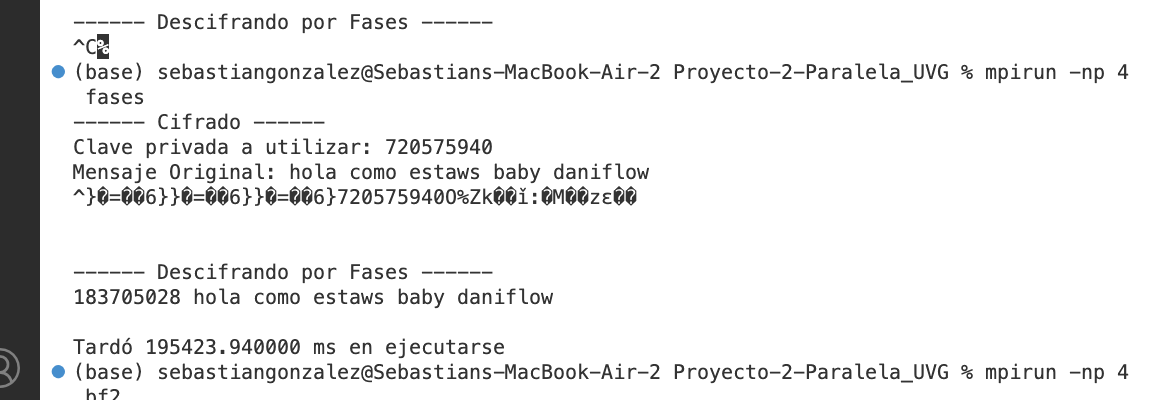 ------ Descifrando por Fases ------
^C%
(base) sebastiangonzalez@Sebastians-MacBook-Air-2 Proyecto-2-Paralela_UVG % mpirun -np 4
fases
------ Cifrado ------
Clave privada a utilizar: 720575940
Mensaje Original: hola como estaws baby daniflow
^}�=��6}}�=��6}}�=��6}720575940O%Zk��ǐ:�M��zε��
------ Descifrando por Fases ------
183705028 hola como estaws baby daniflow
Tardó 195423.940000 ms en ejecutarse
(base) sebastiangonzalez@Sebastians-MacBook-Air-2 Proyecto-2-Paralela_UVG % mpirun -np 4
bf2